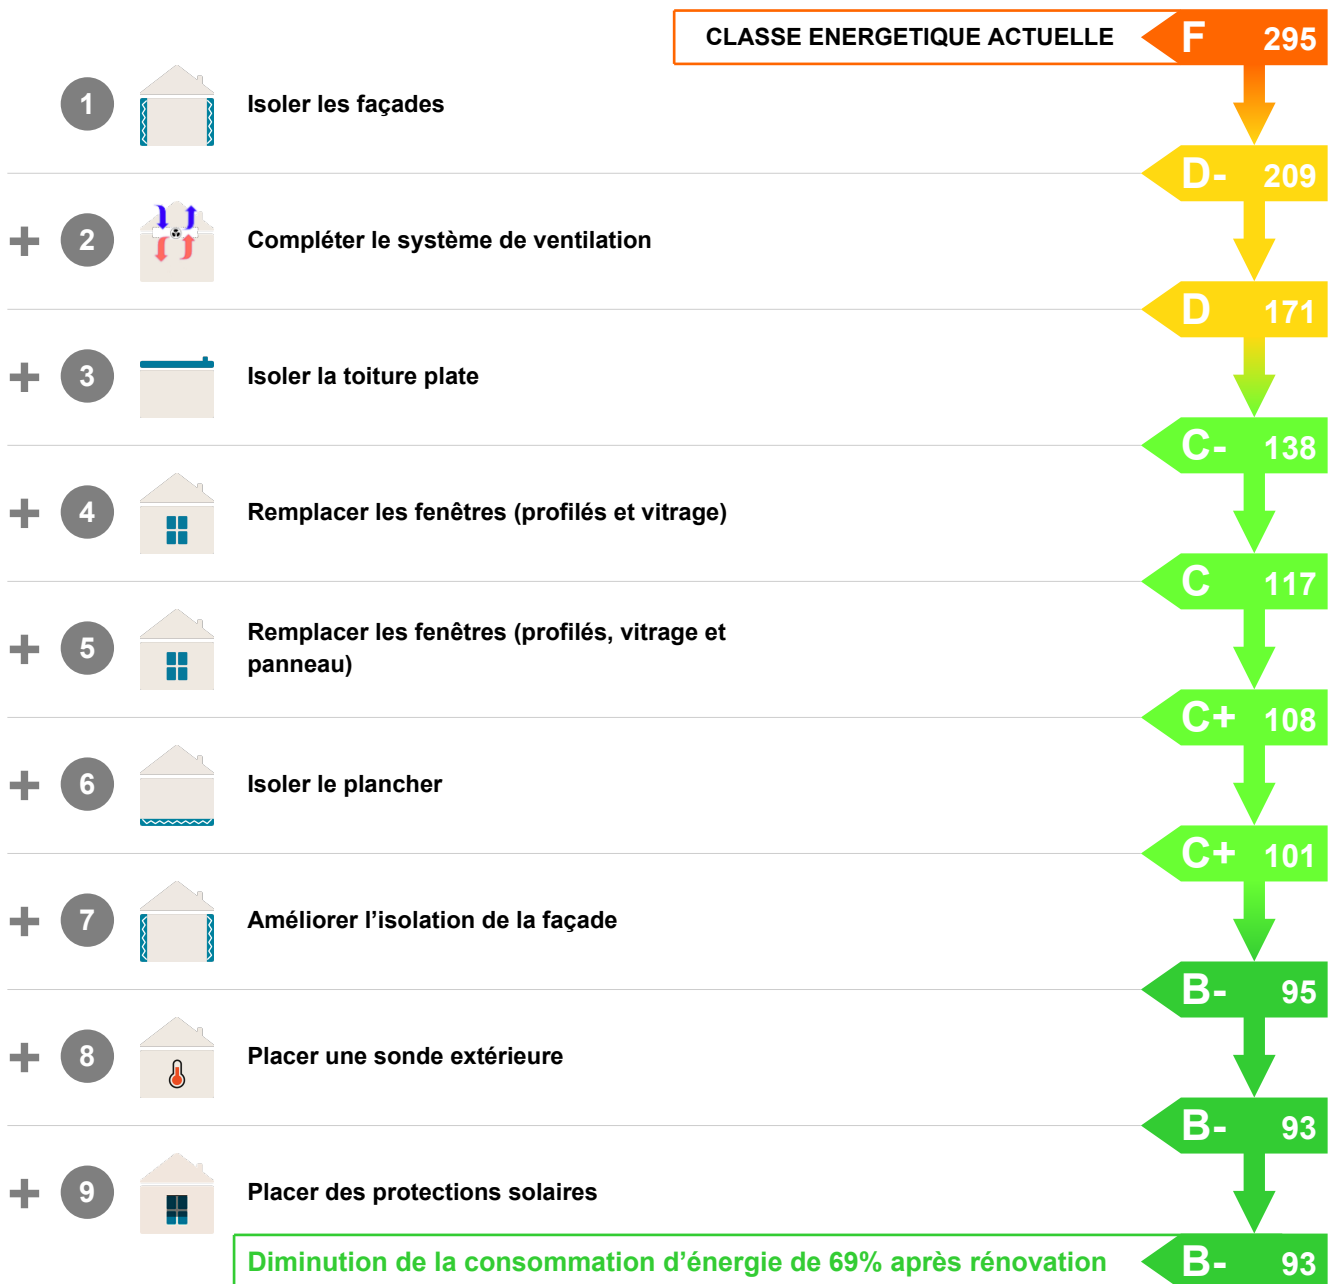 CLASSE ENERGETIQUE ACTUELLE F 295
1 Isoler les façades
D- 209
+ 2 Compléter le système de ventilation
D 171
+ 3 Isoler la toiture plate
C- 138
+ 4 Remplacer les fenêtres (profilés et vitrage)
C 117
+ 5 Remplacer les fenêtres (profilés, vitrage et
panneau)
C+ 108
+ 6 Isoler le plancher
C+ 101
+ 7 Améliorer l’isolation de la façade
B- 95
+ 8 Placer une sonde extérieure
B- 93
+ 9 Placer des protections solaires
Diminution de la consommation d’énergie de 69% après rénovation B- 93